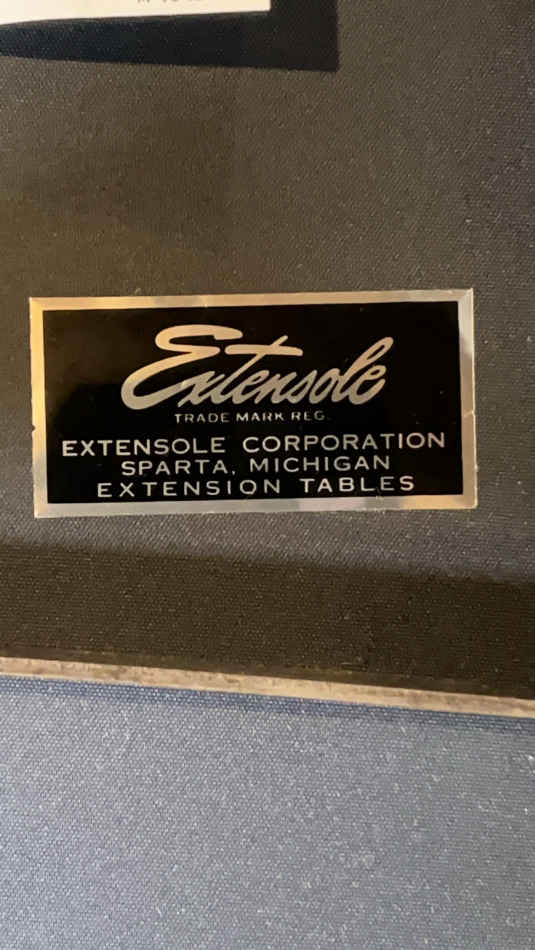 Extensole
TRADE MARK REG.
EXTENSOLE CORPORATION
SPARTA, MICHIGAN
EXTENSION TABLES